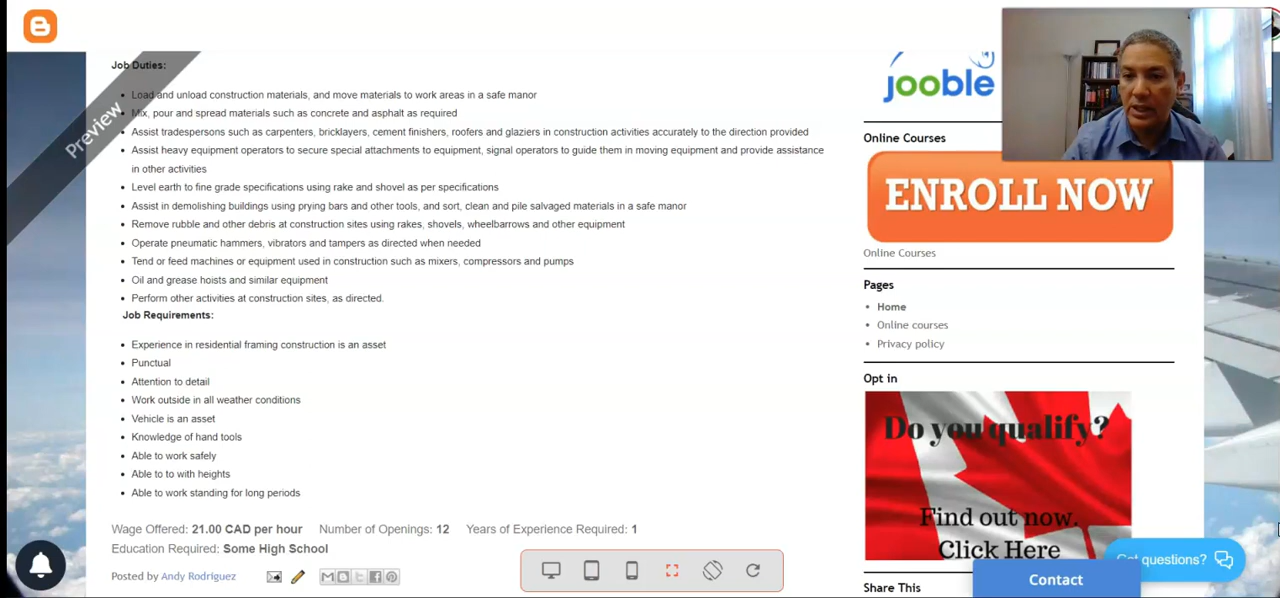 Preview
Job Duties:
Load and unload construction materials, and move materials to work areas in a safe manor
Mix, pour and spread materials such as concrete and asphalt as required
Assist tradespersons such as carpenters, bricklayers, cement finishers, roofers and glaziers in construction activities accurately to the direction provided
Assist heavy equipment operators to secure special attachments to equipment, signal operators to guide them in moving equipment and provide assistance
in other activities
Level earth to fine grade specifications using rake and shovel as per specifications
Assist in demolishing buildings using prying bars and other tools, and sort, clean and pile salvaged materials in a safe manor
Remove rubble and other debris at construction sites using rakes, shovels, wheelbarrows and other equipment
Operate pneumatic hammers, vibrators and tampers as directed when needed
Tend or feed machines or equipment used in construction such as mixers, compressors and pumps
Oil and grease hoists and similar equipment
Perform other activities at construction sites, as directed.
Job Requirements:
Experience in residential framing construction is an asset
Punctual
Attention to detail
Work outside in all weather conditions
Vehicle is an asset
Knowledge of hand tools
Able to work safely
Able to to with heights
Able to work standing for long periods
Wage Offered: 21.00 CAD per hour Number of Openings: 12 Years of Experience Required: 1
Education Required: Some High School
Posted by Andy Rodríguez
jooble
Online Courses
ENROLL NOW
Online Courses
Pages
Home
Online courses
Privacy policy
Opt in
Do you qualify?
Find out now.
Click Here
Got questions?
Contact
Share This